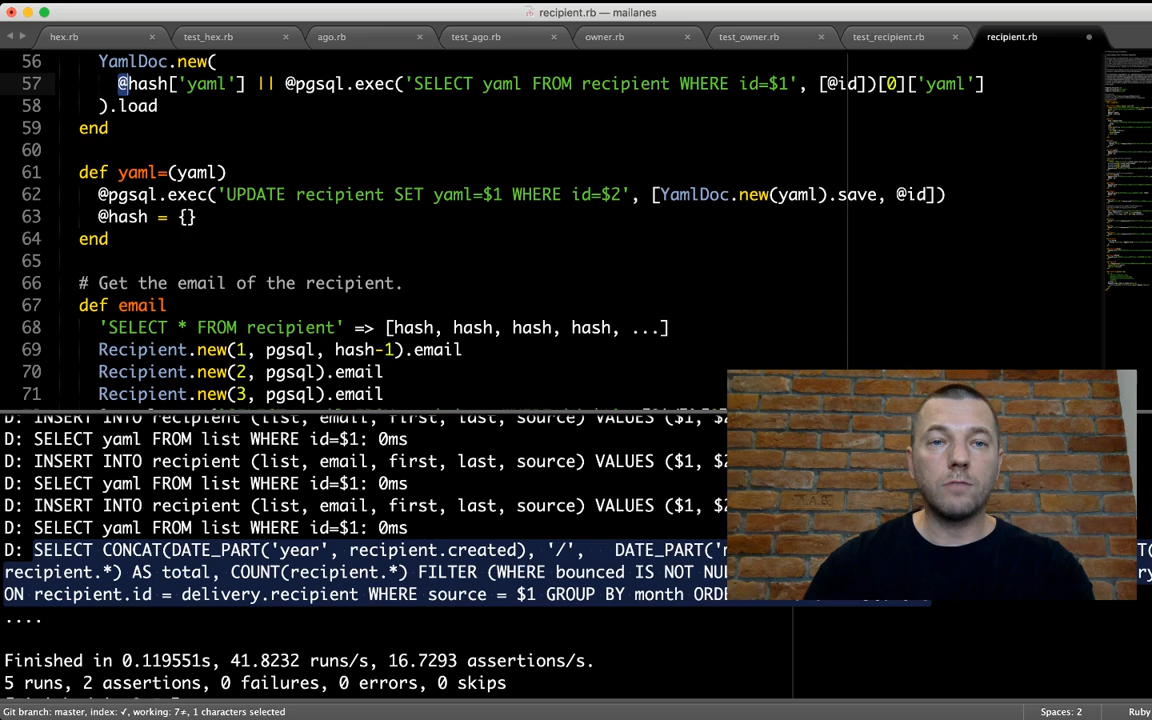 recipient.rb — mailanes
hex.rb × test_hex.rb × ago.rb × test_ago.rb × owner.rb × test_owner.rb × test_recipient.rb × recipient.rb
56 YamlDoc.new(
57 @hash['yaml'] || @pgsql.exec('SELECT yaml FROM recipient WHERE id=$1', [@id])[0]['yaml']
58 ).load
59 end
60
61 def yaml=(yaml)
62 @pgsql.exec('UPDATE recipient SET yaml=$1 WHERE id=$2', [YamlDoc.new(yaml).save, @id])
63 @hash = {}
64 end
65
66 # Get the email of the recipient.
67 def email
68 'SELECT * FROM recipient' => [hash, hash, hash, hash, ...]
69 Recipient.new(1, pgsql, hash-1).email
70 Recipient.new(2, pgsql).email
71 Recipient.new(3, pgsql).email
D: INSERT INTO recipient (list, email, first, last, source) VALUES ($1, $2
D: SELECT yaml FROM list WHERE id=$1: 0ms
D: INSERT INTO recipient (list, email, first, last, source) VALUES ($1, $2
D: SELECT yaml FROM list WHERE id=$1: 0ms
D: INSERT INTO recipient (list, email, first, last, source) VALUES ($1, $2
D: SELECT yaml FROM list WHERE id=$1: 0ms
D: SELECT CONCAT(DATE_PART('year', recipient.created), '/', DATE_PART('
recipient.*) AS total, COUNT(recipient.*) FILTER (WHERE bounced IS NOT
ON recipient.id = delivery.recipient WHERE source = $1 GROUP BY month
....
Finished in 0.119551s, 41.8232 runs/s, 16.7293 assertions/s.
5 runs, 2 assertions, 0 failures, 0 errors, 0 skips
Git branch: master, index: ✓, working: 7≠, 1 characters selected Spaces: 2 Ruby